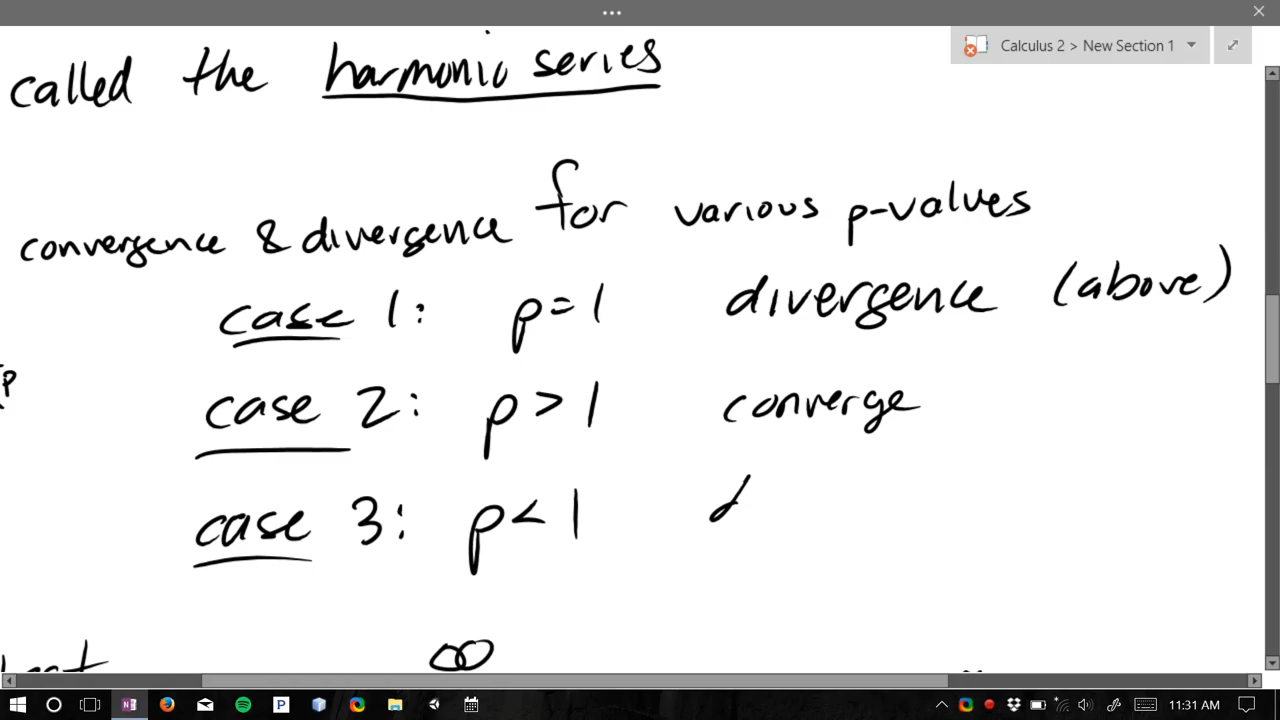 Calculus 2 > New Section 1
called the harmonic series
convergence & divergence for various p-values
case 1: p = 1 divergence (above)
case 2: p > 1 converge
p
case 3: p < 1 d
∞
11:31 AM